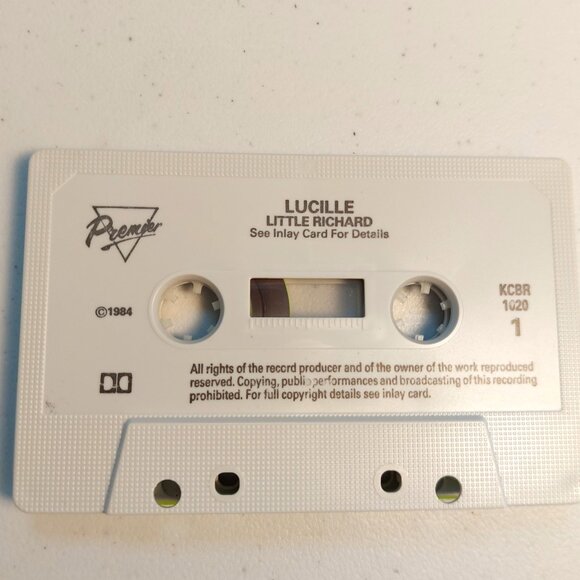 LUCILLE
LITTLE RICHARD
See Inlay Card For Details
Premier
©1984
KCBR
1020
1
All rights of the record producer and of the owner of the work reproduced
reserved. Copying, public performances and broadcasting of this recording
prohibited. For full copyright details see inlay card.